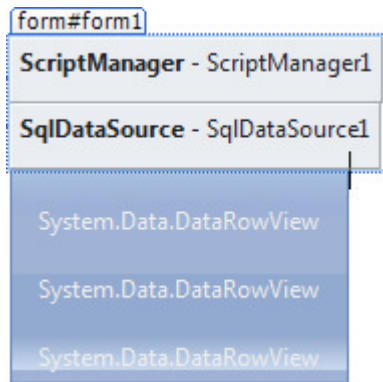 form#form1
ScriptManager - ScriptManager1
SqlDataSource - SqlDataSource1
System.Data.DataRowView
System.Data.DataRowView
System.Data.DataRowView